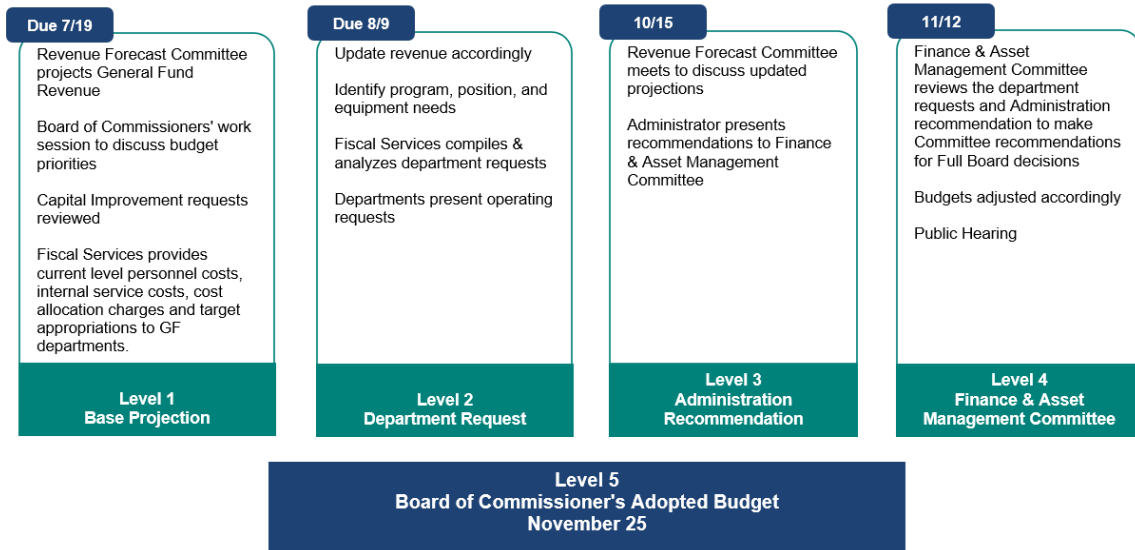 Due 7/19
Revenue Forecast Committee
projects General Fund
Revenue
Board of Commissioners' work
session to discuss budget
priorities
Capital Improvement requests
reviewed
Fiscal Services provides
current level personnel costs,
internal service costs, cost
allocation charges and target
appropriations to GF
departments.
Level 1
Base Projection
Due 8/9
Update revenue accordingly
Identify program, position, and
equipment needs
Fiscal Services compiles &
analyzes department requests
Departments present operating
requests
Level 2
Department Request
10/15
Revenue Forecast Committee
meets to discuss updated
projections
Administrator presents
recommendations to Finance
& Asset Management
Committee
Level 3
Administration
Recommendation
11/12
Finance & Asset
Management Committee
reviews the department
requests and Administration
recommendation to make
Committee recommendations
for Full Board decisions
Budgets adjusted accordingly
Public Hearing
Level 4
Finance & Asset
Management Committee
Level 5
Board of Commissioner's Adopted Budget
November 25